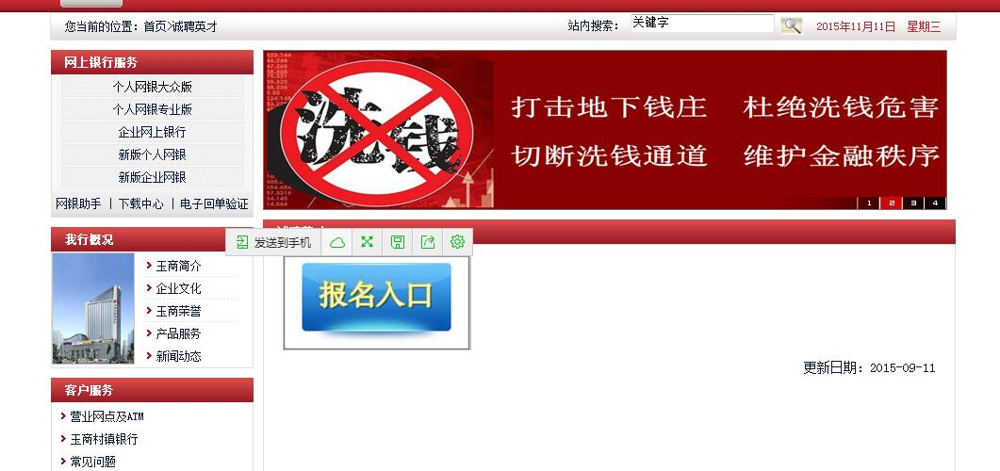 您当前的位置：首页>诚聘英才
站内搜索：
关键字
2015年11月11日 星期三
网上银行服务
个人网银大众版
个人网银专业版
企业网上银行
新版个人网银
新版企业网银
网银助手 | 下载中心 | 电子回单验证
洗钱
打击地下钱庄 杜绝洗钱危害
切断洗钱通道 维护金融秩序
1 2 3 4
我行概况
玉商简介
企业文化
玉商荣誉
产品服务
新闻动态
发送到手机
报名入口
更新日期：2015-09-11
客户服务
营业网点及ATM
玉商村镇银行
常见问题